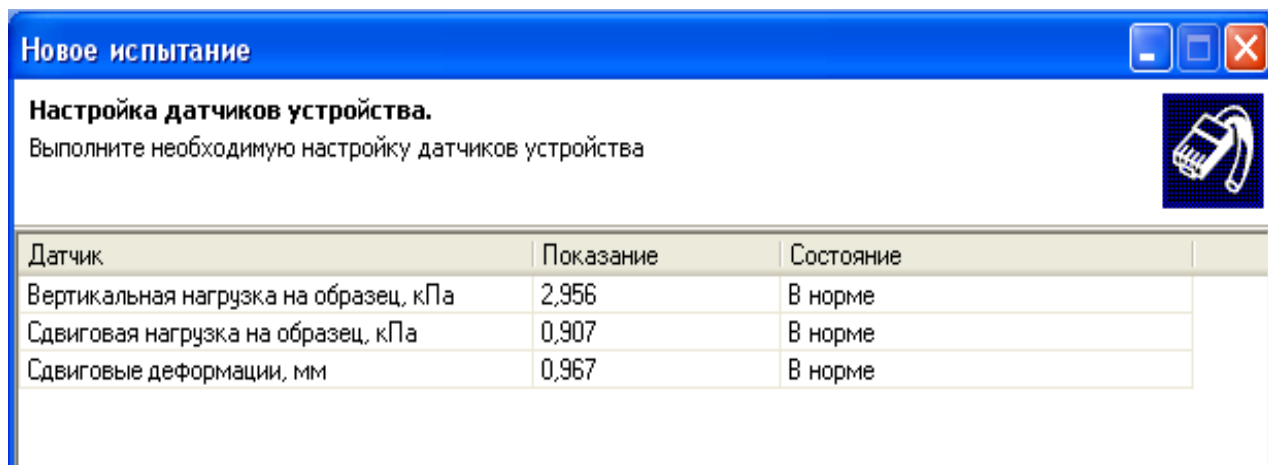 Новое испытание
Настройка датчиков устройства.
Выполните необходимую настройку датчиков устройства
Датчик Показание Состояние
Вертикальная нагрузка на образец, кПа 2,956 В норме
Сдвиговая нагрузка на образец, кПа 0,907 В норме
Сдвиговые деформации, мм 0,967 В норме